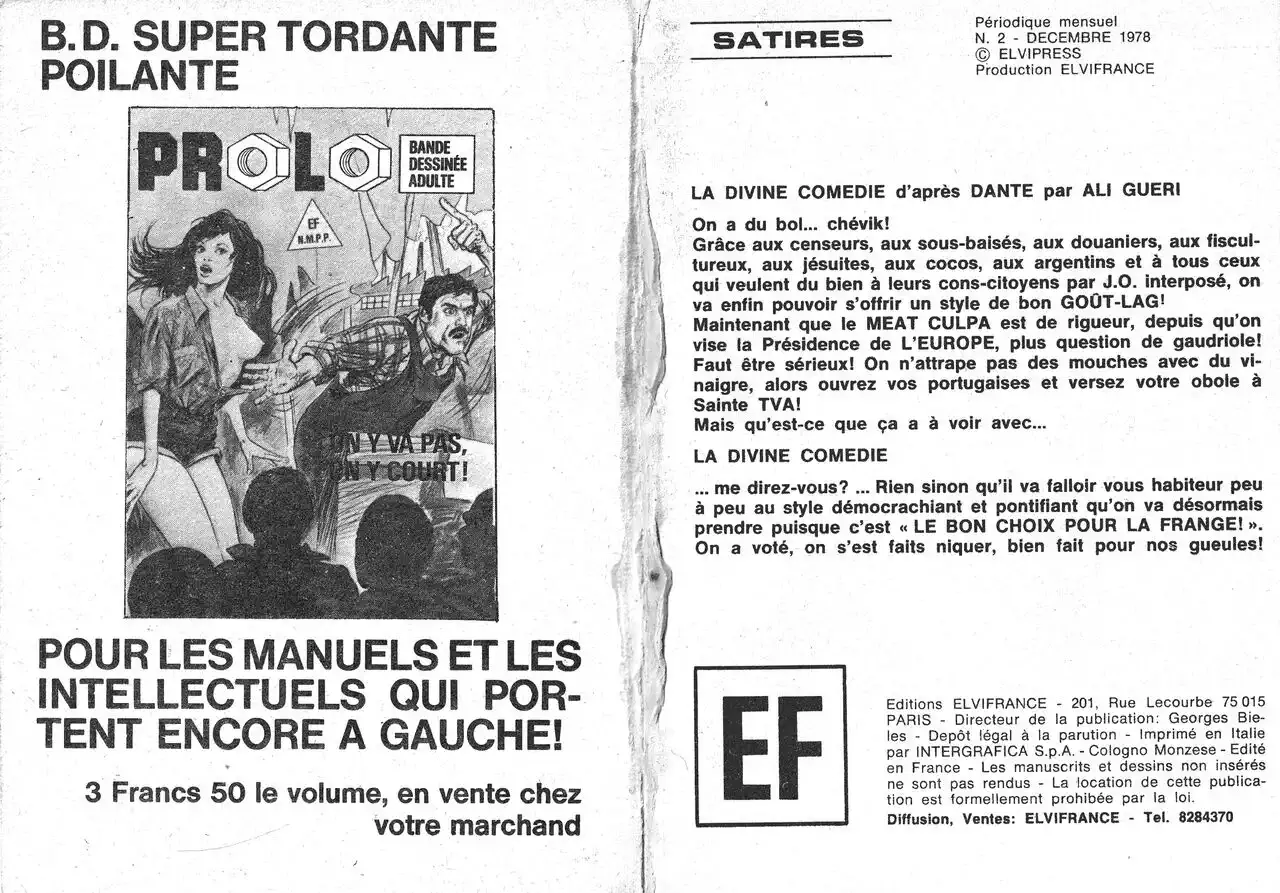 B.D. SUPER TORDANTE
POILANTE
PROLO
BANDE
DESSINÉE
ADULTE
EF
N.M.P.P.
ON Y VA PAS,
ON Y COURT!
POUR LES MANUELS ET LES
INTELLECTUELS QUI POR-
TENT ENCORE A GAUCHE!
3 Francs 50 le volume, en vente chez
votre marchand
SATIRES
Périodique mensuel
N. 2 - DECEMBRE 1978
© ELVIPRESS
Production ELVIFRANCE
LA DIVINE COMEDIE d'après DANTE par ALI GUERI
On a du bol... chévik!
Grâce aux censeurs, aux sous-baisés, aux douaniers, aux fiscul-
tureux, aux jésuites, aux cocos, aux argentins et à tous ceux
qui veulent du bien à leurs cons-citoyens par J.O. interposé, on
va enfin pouvoir s'offrir un style de bon GOÛT-LAG!
Maintenant que le MEAT CULPA est de rigueur, depuis qu'on
vise la Présidence de L'EUROPE, plus question de gaudriole!
Faut être sérieux! On n'attrape pas des mouches avec du vi-
naigre, alors ouvrez vos portugaises et versez votre obole à
Sainte TVA!
Mais qu'est-ce que ça a à voir avec...
LA DIVINE COMEDIE
... me direz-vous? ... Rien sinon qu'il va falloir vous habiteur peu
à peu au style démocrachiant et pontifiant qu'on va désormais
prendre puisque c'est « LE BON CHOIX POUR LA FRANGE! ».
On a voté, on s'est faits niquer, bien fait pour nos gueules!
EF
Editions ELVIFRANCE - 201, Rue Lecourbe 75 015
PARIS - Directeur de la publication: Georges Bie-
les - Depôt légal à la parution - Imprimé en Italie
par INTERGRAFICA S.p.A. - Cologno Monzese - Edité
en France - Les manuscrits et dessins non insérés
ne sont pas rendus - La location de cette publica-
tion est formellement prohibée par la loi.
Diffusion, Ventes: ELVIFRANCE - Tel. 8284370